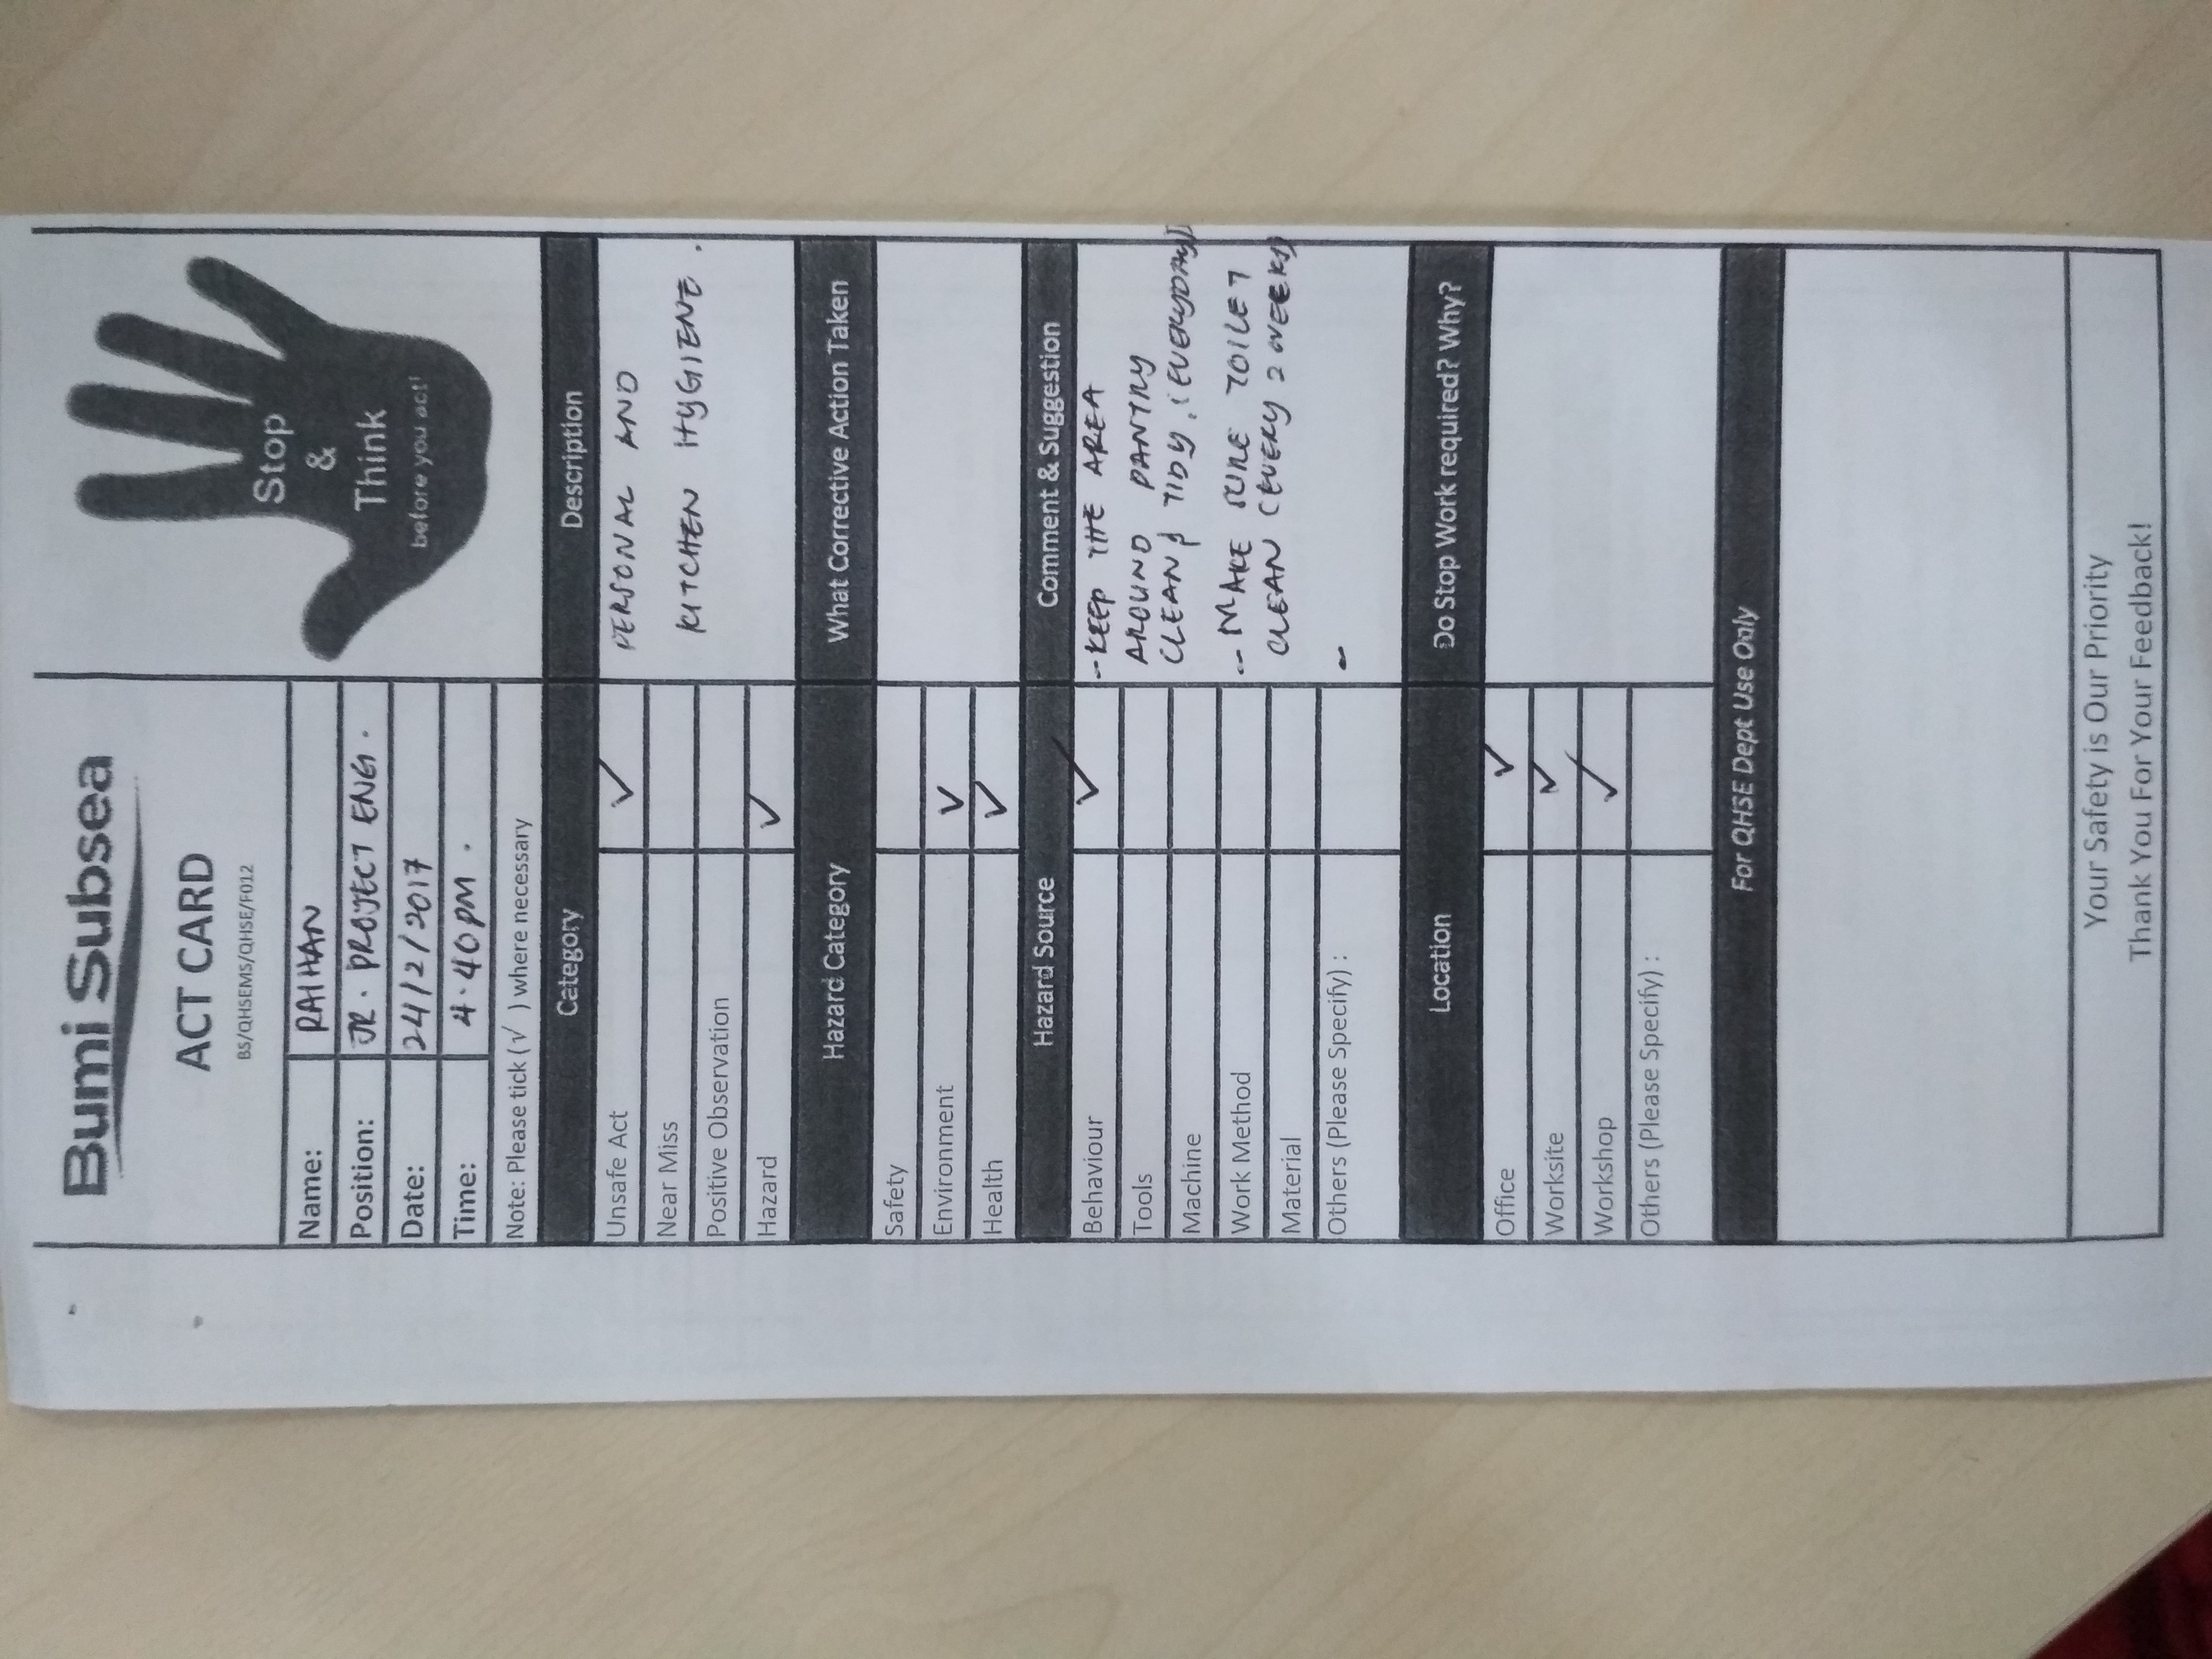 Bumi Subsea
ACT CARD
BS/QHSEMS/QHSE/F012
Stop
&
Think
before you act!
Name: RAIHAN
Position: JR. PROJECT ENG.
Date: 24/2/2017
Time: 4.40PM.
Note: Please tick (√ ) where necessary
Category Description
Unsafe Act ✓ PERSONAL AND
Near Miss
Positive Observation KITCHEN HYGIENE.
Hazard ✓
Hazard Category What Corrective Action Taken
Safety
Environment ✓
Health ✓
Hazard Source Comment & Suggestion
Behaviour ✓ - KEEP THE AREA
Tools AROUND PANTRY
Machine CLEAN & TIDY. (EVERYDAY)
Work Method - MAKE SURE TOILET
Material CLEAN (EVERY 2 WEEKS)
Others (Please Specify) : -
Location Do Stop Work required? Why?
Office ✓
Worksite ✓
Workshop ✓
Others (Please Specify) :
For QHSE Dept Use Only
Your Safety is Our Priority
Thank You For Your Feedback!